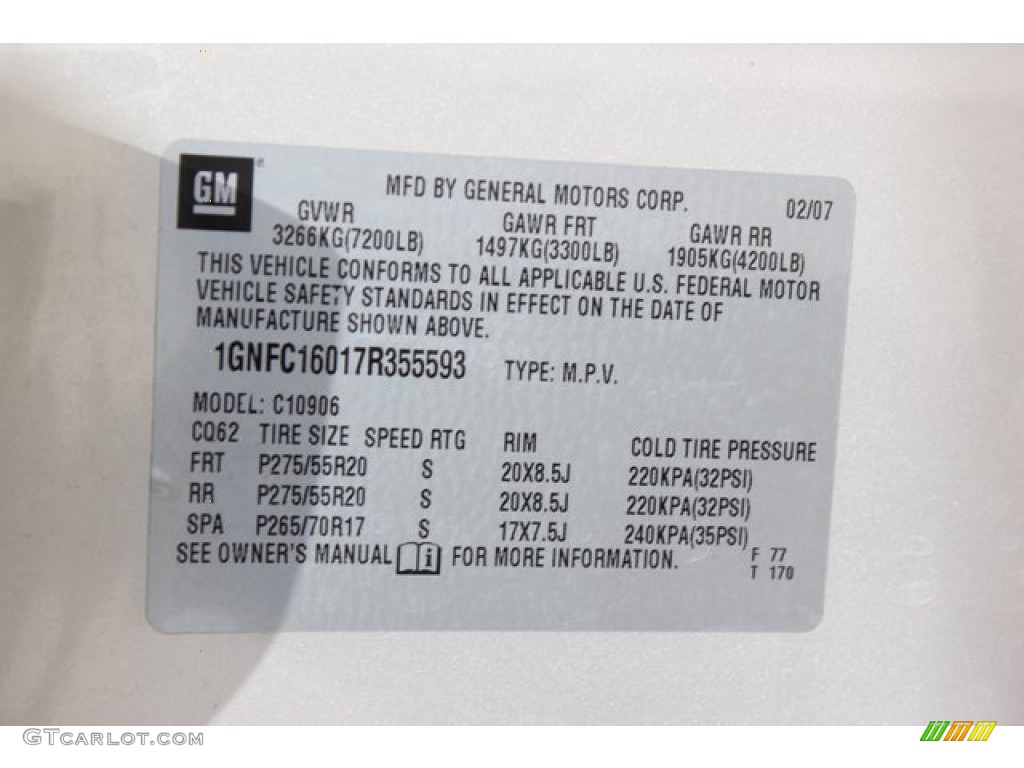 GM
MFD BY GENERAL MOTORS CORP. 02/07
GVWR GAWR FRT GAWR RR
3266KG(7200LB) 1497KG(3300LB) 1905KG(4200LB)
THIS VEHICLE CONFORMS TO ALL APPLICABLE U.S. FEDERAL MOTOR
VEHICLE SAFETY STANDARDS IN EFFECT ON THE DATE OF
MANUFACTURE SHOWN ABOVE.
1GNFC16017R355593 TYPE: M.P.V.
MODEL: C10906
CQ62 TIRE SIZE SPEED RTG RIM COLD TIRE PRESSURE
FRT P275/55R20 S 20X8.5J 220KPA(32PSI)
RR P275/55R20 S 20X8.5J 220KPA(32PSI)
SPA P265/70R17 S 17X7.5J 240KPA(35PSI)
SEE OWNER'S MANUAL i FOR MORE INFORMATION. F 77
T 170
GTcarlot.com